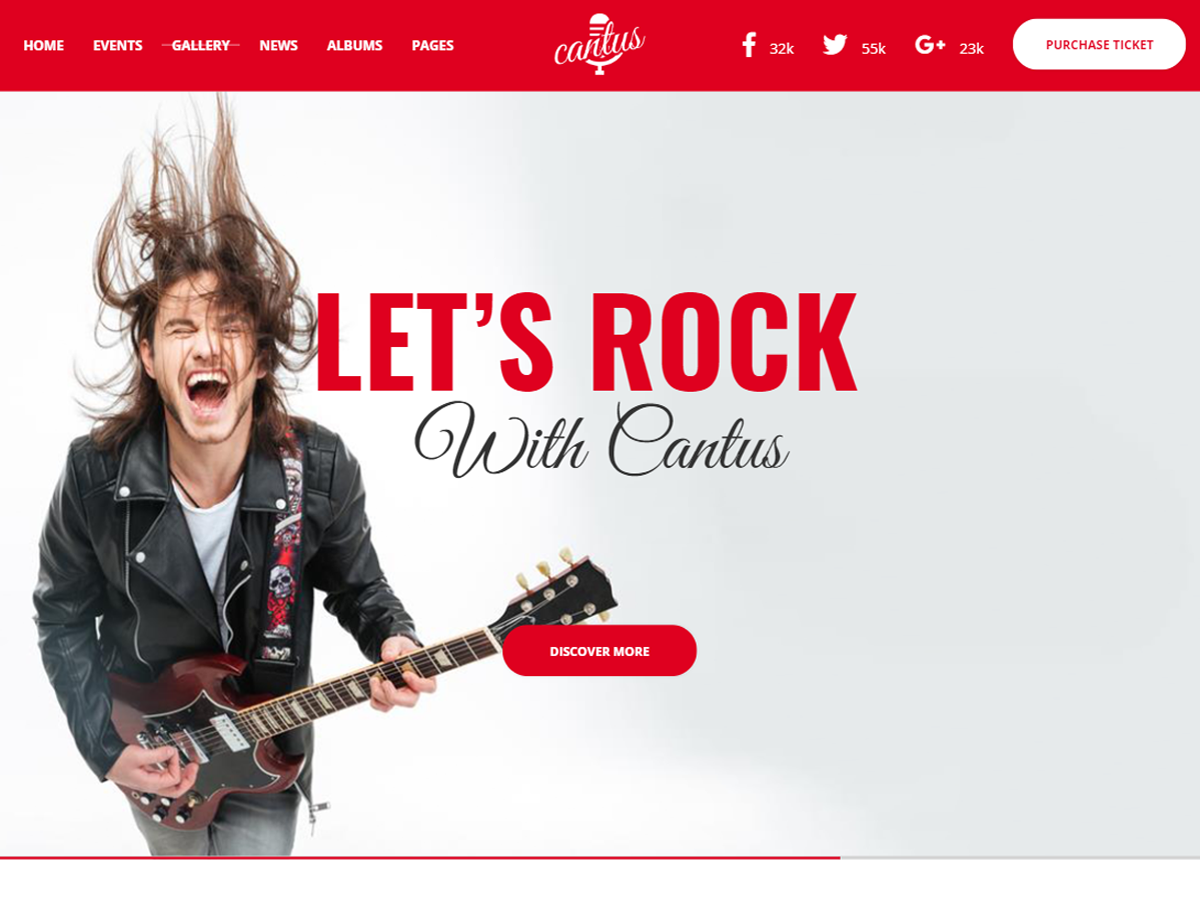 HOME EVENTS GALLERY NEWS ALBUMS PAGES cantus 32k 55k G+ 23k PURCHASE TICKET
LET'S ROCK
With Cantus
DISCOVER MORE